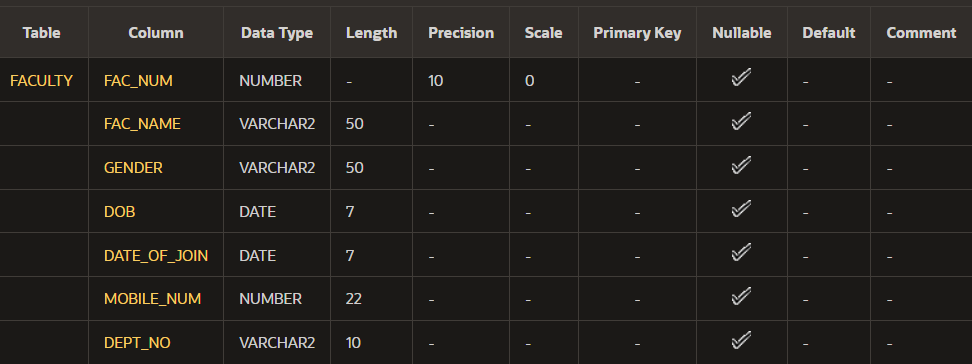 Table Column Data Type Length Precision Scale Primary Key Nullable Default Comment
FACULTY FAC_NUM NUMBER - 10 0 - ✓ - -
FAC_NAME VARCHAR2 50 - - - ✓ - -
GENDER VARCHAR2 50 - - - ✓ - -
DOB DATE 7 - - - ✓ - -
DATE_OF_JOIN DATE 7 - - - ✓ - -
MOBILE_NUM NUMBER 22 - - - ✓ - -
DEPT_NO VARCHAR2 10 - - - ✓ - -